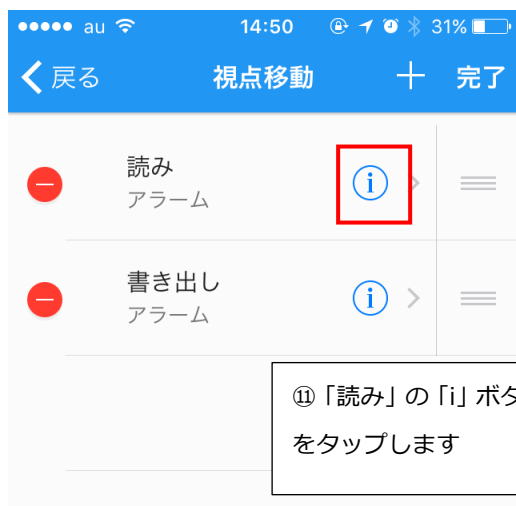 au 14:50 31%
戻る 視点移動 + 完了
読み
アラーム
書き出し
アラーム
⑪「読み」の「i」ボタ
をタップします